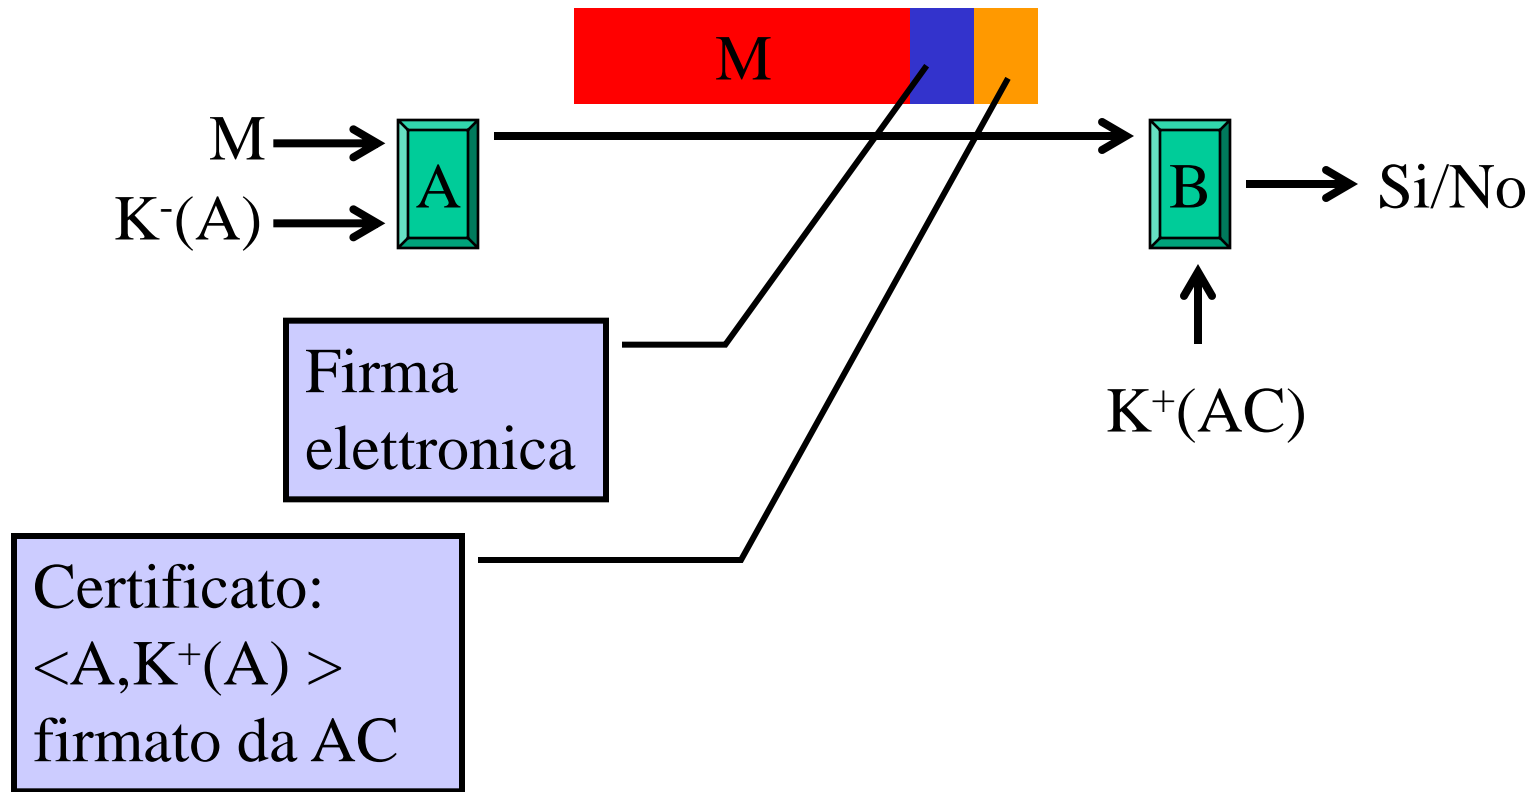 M
M
K⁻(A)
A
B
Si/No
Firma
elettronica
K⁺(AC)
Certificato:
<A,K⁺(A) >
firmato da AC